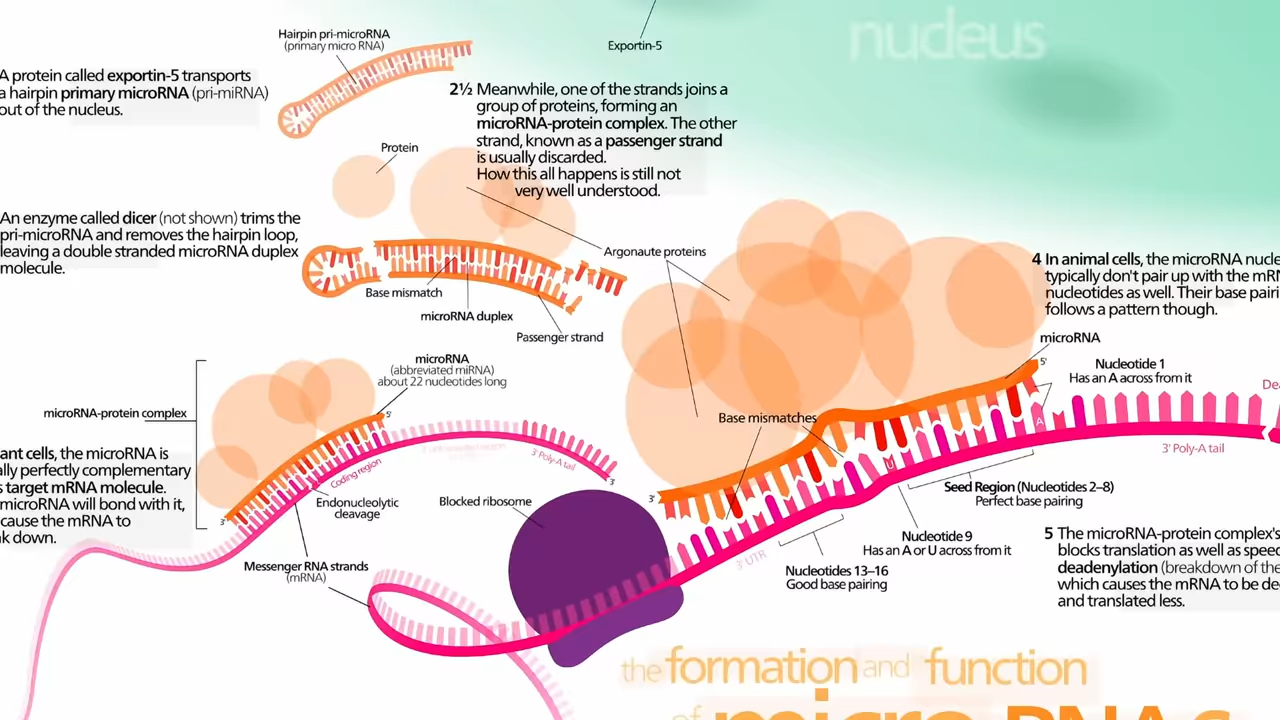 nucleus
Hairpin pri-microRNA
(primary micro RNA)
Exportin-5
A protein called exportin-5 transports
a hairpin primary microRNA (pri-miRNA)
out of the nucleus.
2½ Meanwhile, one of the strands joins a
group of proteins, forming an
microRNA-protein complex. The other
strand, known as a passenger strand
is usually discarded.
How this all happens is still not
very well understood.
Protein
An enzyme called dicer (not shown) trims the
pri-microRNA and removes the hairpin loop,
leaving a double stranded microRNA duplex
molecule.
Argonaute proteins
Base mismatch
microRNA duplex
Passenger strand
4 In animal cells, the microRNA nucle
typically don't pair up with the mRN
nucleotides as well. Their base pairi
follows a pattern though.
microRNA
5'
Nucleotide 1
Has an A across from it
Dea
microRNA
(abbreviated miRNA)
about 22 nucleotides long
5'
microRNA-protein complex
Base mismatches
A
U
3' Poly-A tail
ant cells, the microRNA is
ally perfectly complementary
s target mRNA molecule.
microRNA will bond with it,
cause the mRNA to
k down.
Coding region
3' Poly-A tail
3'
3'
3'
Endonucleolytic
cleavage
Blocked ribosome
Seed Region (Nucleotides 2–8)
Perfect base pairing
Nucleotide 9
Has an A or U across from it
3' UTR
Nucleotides 13–16
Good base pairing
Messenger RNA strands
(mRNA)
5 The microRNA-protein complex's
blocks translation as well as speed
deadenylation (breakdown of the
which causes the mRNA to be de
and translated less.
the formation and function
of micro RNAs